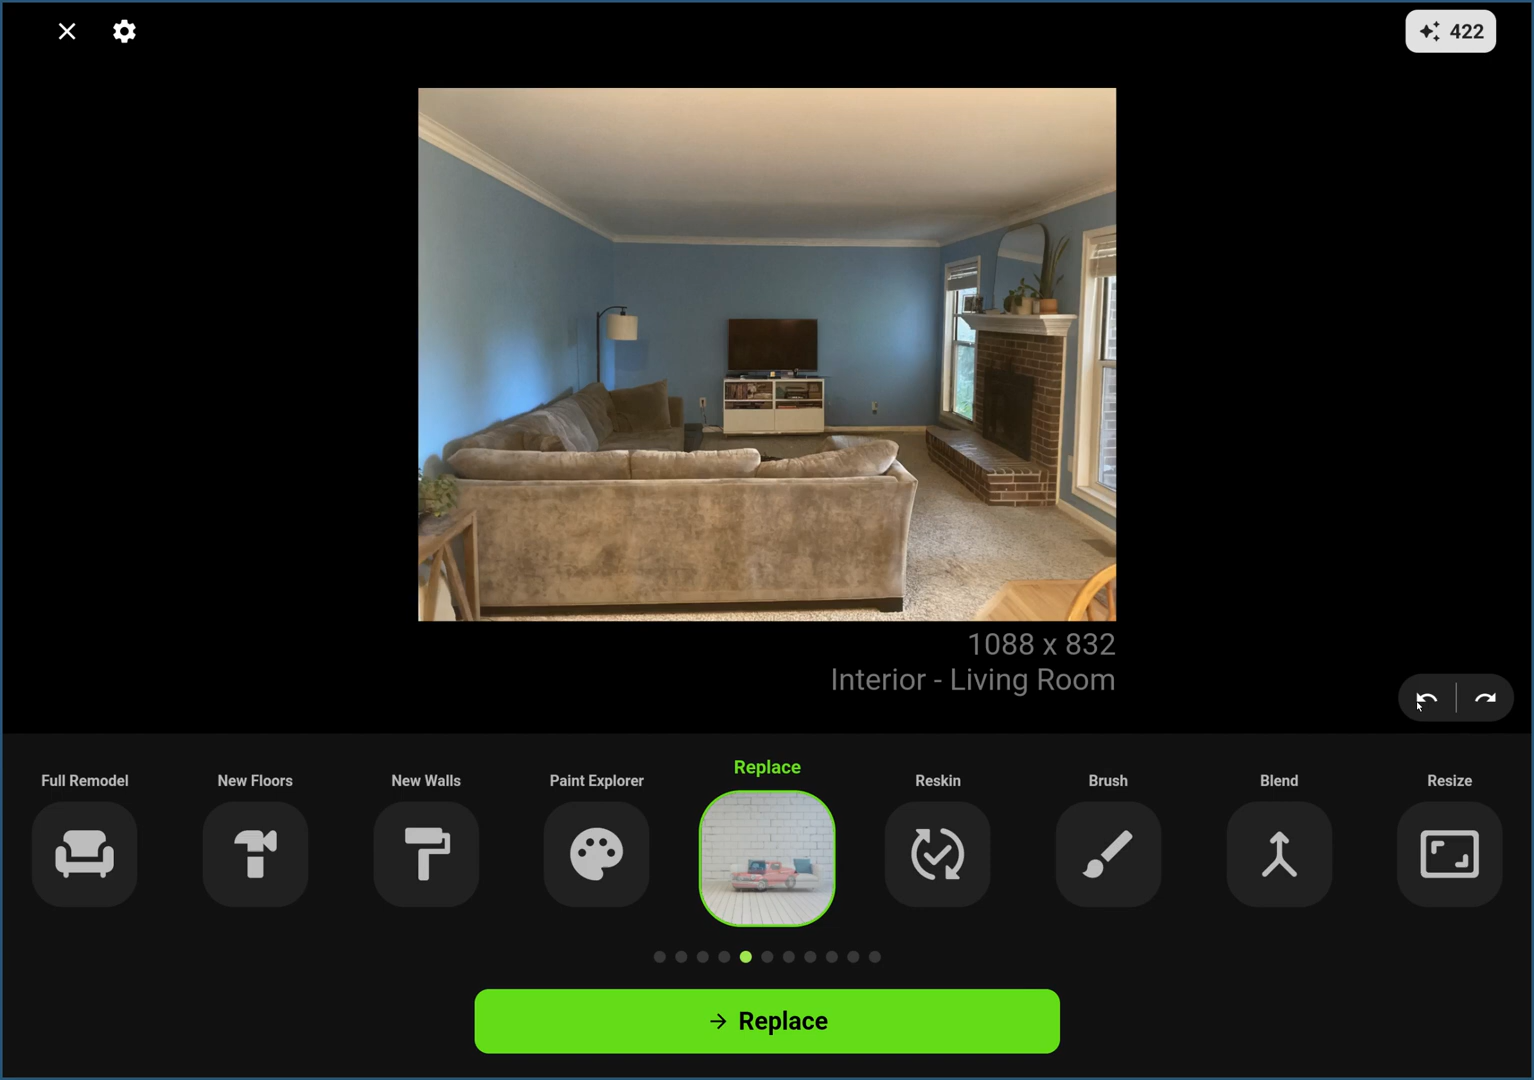 422
1088 x 832
Interior - Living Room
Full Remodel
New Floors
New Walls
Paint Explorer
Replace
Reskin
Brush
Blend
Resize
→ Replace